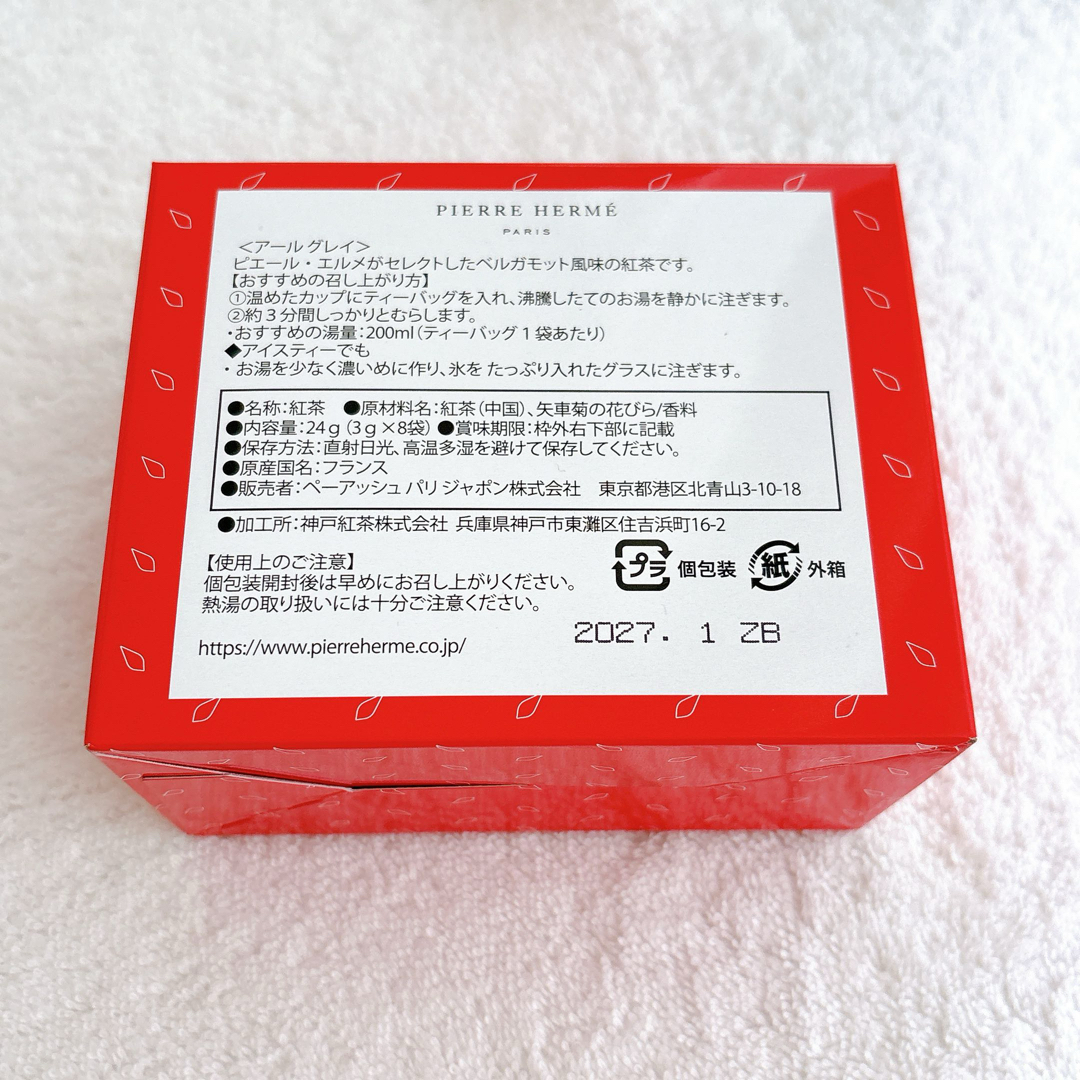 PIERRE HERMÉ
PARIS
＜アール グレイ＞
ピエール・エルメがセレクトしたベルガモット風味の紅茶です。
【おすすめの召し上がり方】
①温めたカップにティーバッグを入れ、沸騰したてのお湯を静かに注ぎます。
②約３分間しっかりとむらします。
・おすすめの湯量：200ml（ティーバッグ１袋あたり）
◆アイスティーでも
・お湯を少なく濃いめに作り、氷を たっぷり入れたグラスに注ぎます。
●名称：紅茶　●原材料名：紅茶（中国）、矢車菊の花びら/香料
●内容量：24ｇ（3ｇ×8袋）●賞味期限：枠外右下部に記載
●保存方法：直射日光、高温多湿を避けて保存してください。
●原産国名：フランス
●販売者：ペーアッシュ パリ ジャポン株式会社　東京都港区北青山3-10-18
●加工所：神戸紅茶株式会社 兵庫県神戸市東灘区住吉浜町16-2
【使用上のご注意】
個包装開封後は早めにお召し上がりください。
熱湯の取り扱いには十分ご注意ください。
プラ 個包装 紙 外箱
2027. 1 ZB
https://www.pierreherme.co.jp/